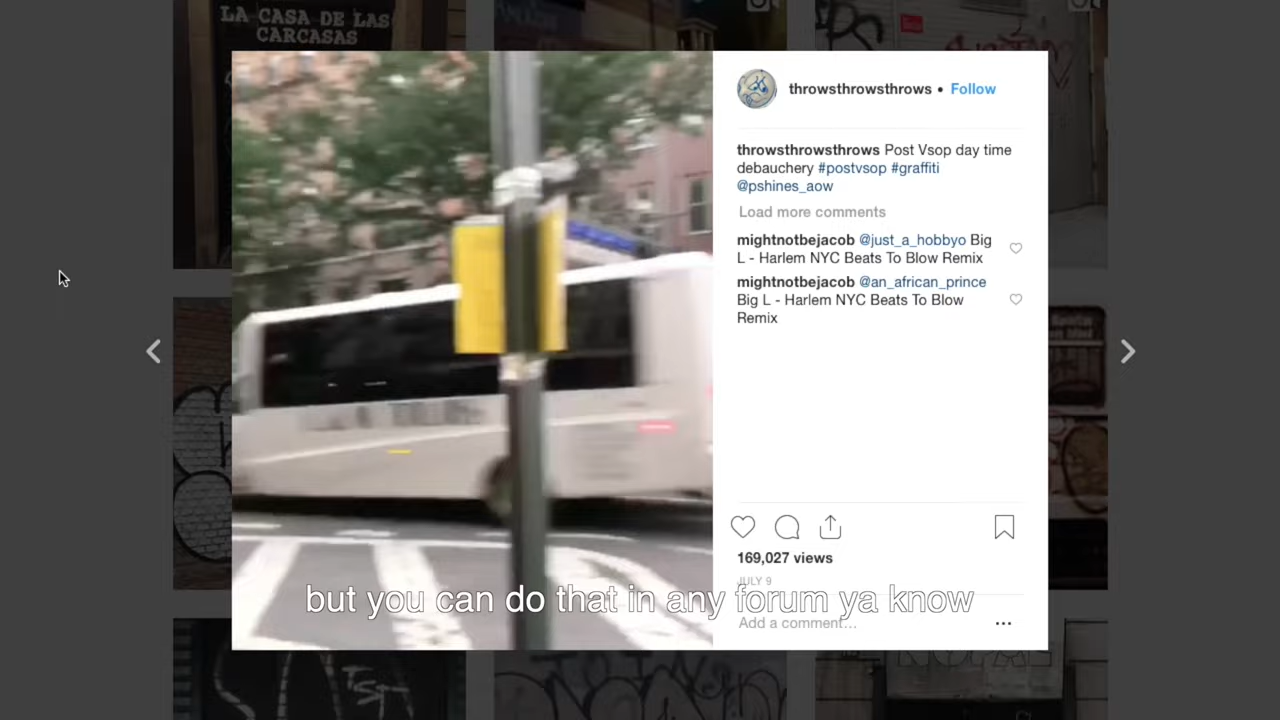 LA CASA DE LAS
CARCASAS
throwsthrowsthrows • Follow
throwsthrowsthrows Post Vsop day time
debauchery #postvsop #graffiti
@pshines_aow
Load more comments
mightnotbejacob @just_a_hobbyo Big
L - Harlem NYC Beats To Blow Remix
mightnotbejacob @an_african_prince
Big L - Harlem NYC Beats To Blow
Remix
169,027 views
JULY 9
but you can do that in any forum ya know
Add a comment...
TST